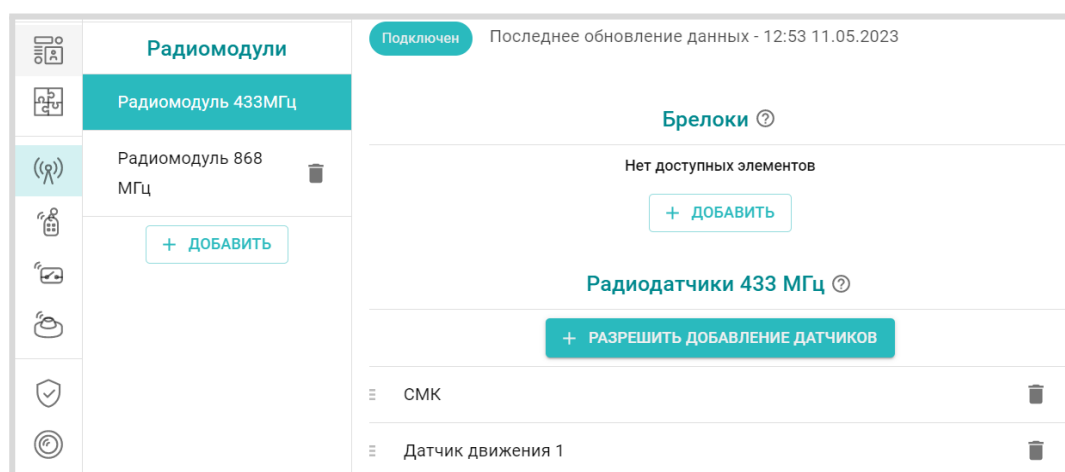 Радиомодули
Радиомодуль 433МГц
Радиомодуль 868
МГц
+ ДОБАВИТЬ
Подключен
Последнее обновление данных - 12:53 11.05.2023
Брелоки
Нет доступных элементов
+ ДОБАВИТЬ
Радиодатчики 433 МГц
+ РАЗРЕШИТЬ ДОБАВЛЕНИЕ ДАТЧИКОВ
СМК
Датчик движения 1